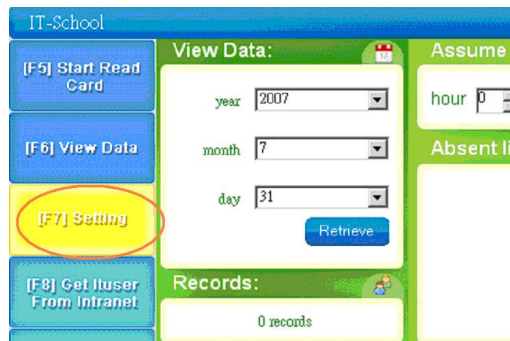 IT-School
[F5] Start Read
Card
[F6] View Data
[F7] Setting
[F8] Get Ituser
From Intranet
View Data:
year 2007
month 7
day 31
Retrieve
Records:
0 records
Assume
hour 0
Absent li